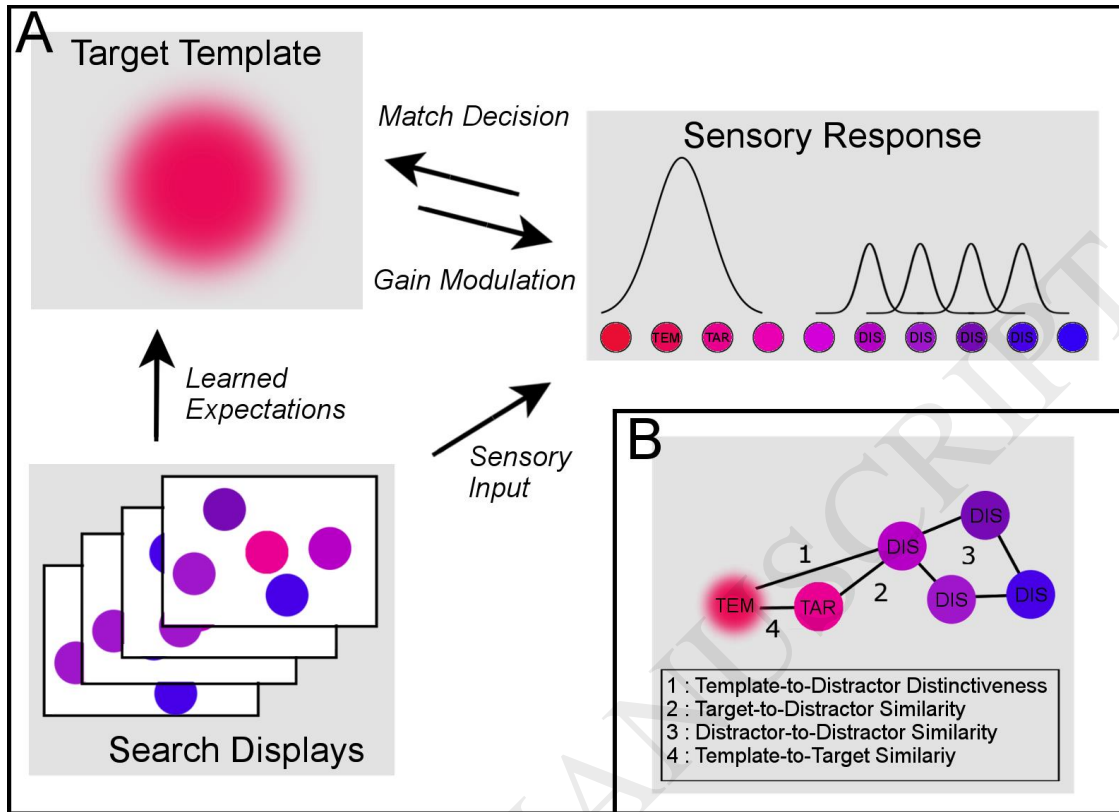 A
Target Template
Match Decision
Gain Modulation
Sensory Response
TEM TAR DIS DIS DIS DIS
Learned
Expectations
Sensory
Input
Search Displays
B
DIS
DIS
1
3
2
TEM TAR DIS DIS
4
1 : Template-to-Distractor Distinctiveness
2 : Target-to-Distractor Similarity
3 : Distractor-to-Distractor Similarity
4 : Template-to-Target Similariy
ANUSCRIPT